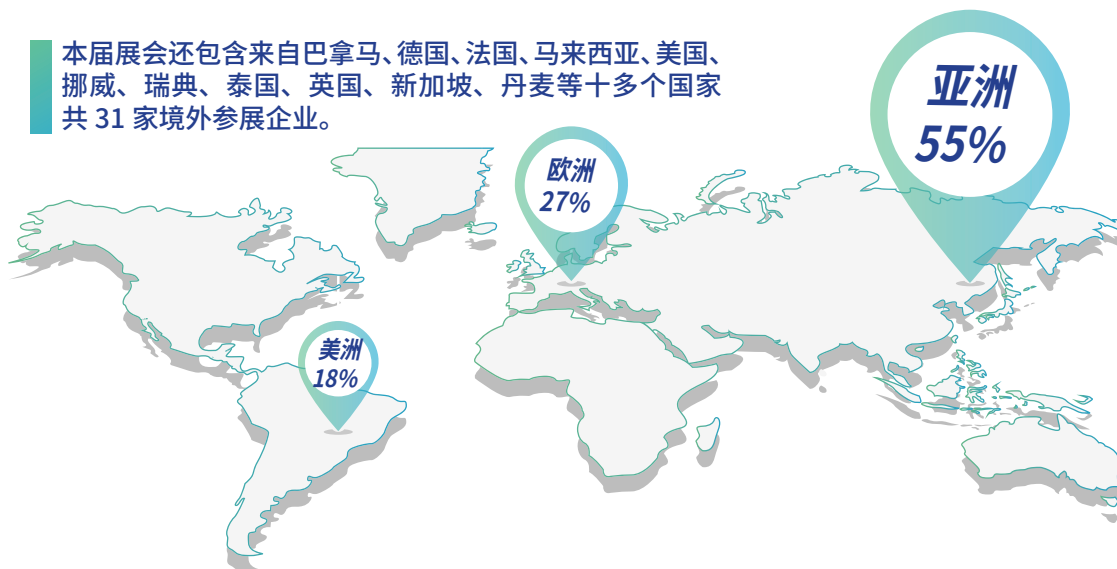 本届展会还包含来自巴拿马、德国、法国、马来西亚、美国、
挪威、瑞典、泰国、英国、新加坡、丹麦等十多个国家
共 31 家境外参展企业。
亚洲
55%
欧洲
27%
美洲
18%